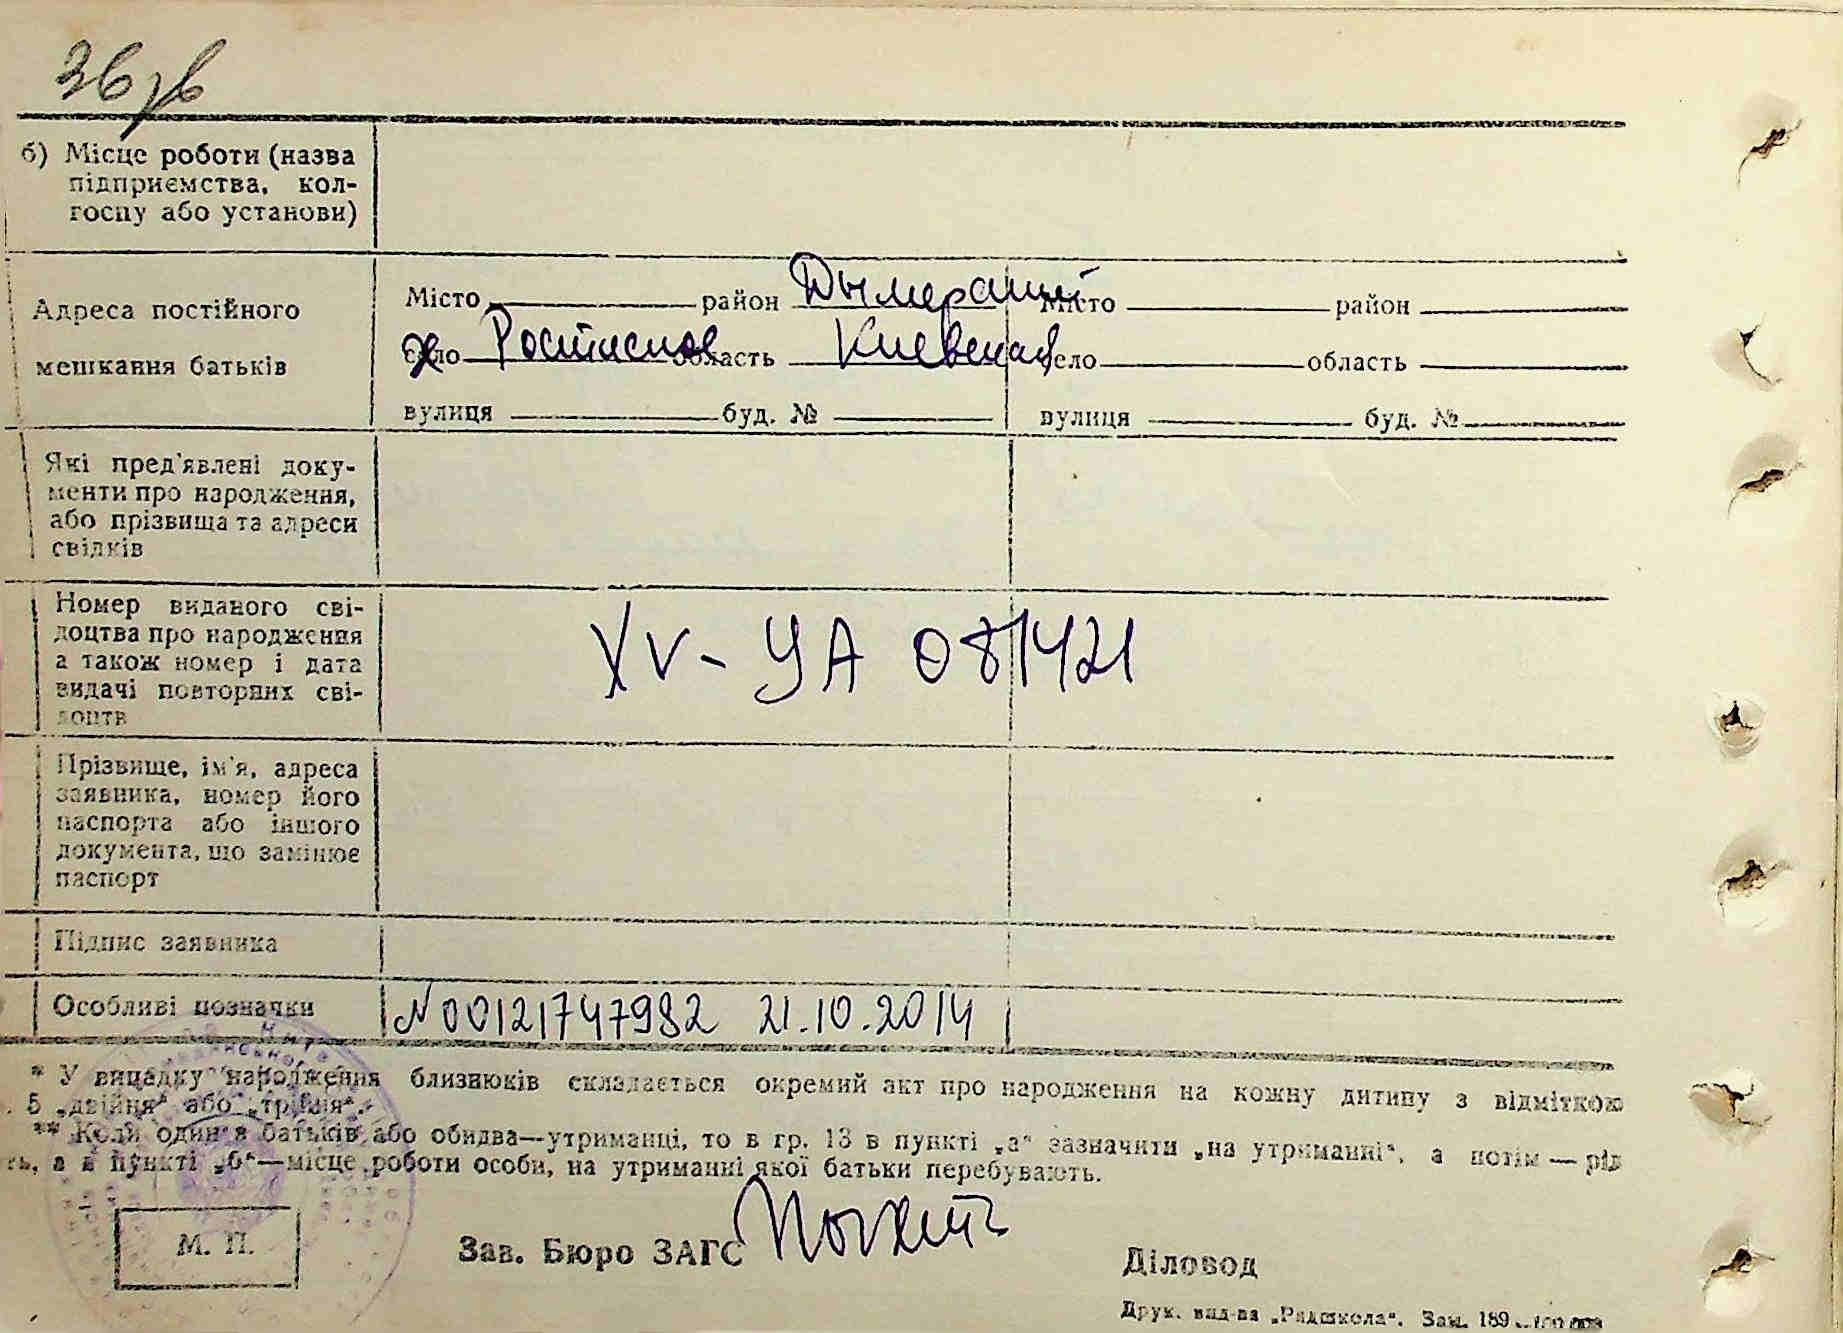 36/6
б) Місце роботи (назва
підприємства, кол-
госпу або установи)
Адреса постійного
мешкання батьків
Місто район Дымерский
х. село область Киевская
вулиця буд. №
Місто район
село область
вулиця буд. №
Які пред'явлені доку-
менти про народження,
або прізвища та адреси
свідків
Номер виданого сві-
доцтва про народження
а також номер і дата
видачі повторних сві-
доцтв
XV - УА 081421
Прізвище, ім'я, адреса
заявника, номер його
паспорта або іншого
документа, що замінює
паспорт
Підпис заявника
Особливі позначки
N00121747982 21.10.2014
* У випадку народження близнюків складається окремий акт про народження на кожну дитину з відміткою
. 5 „двійня" або „трійня".
** Коли один з батьків або обидва—утриманці, то в гр. 13 в пункті „а" зазначити „на утриманні", а потім — рід
ть, а в пункті „б"—місце роботи особи, на утриманні якої батьки перебувають.
М. П.
Зав. Бюро ЗАГС
Діловод
Друк. вид-ва „Радшкола". Зам. 189